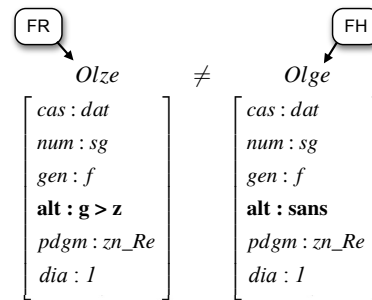 FR FH
Olze ≠ Olge
cas : dat cas : dat
num : sg num : sg
gen : f gen : f
alt : g > z alt : sans
pdgm : zn_Re pdgm : zn_Re
dia : 1 dia : 1